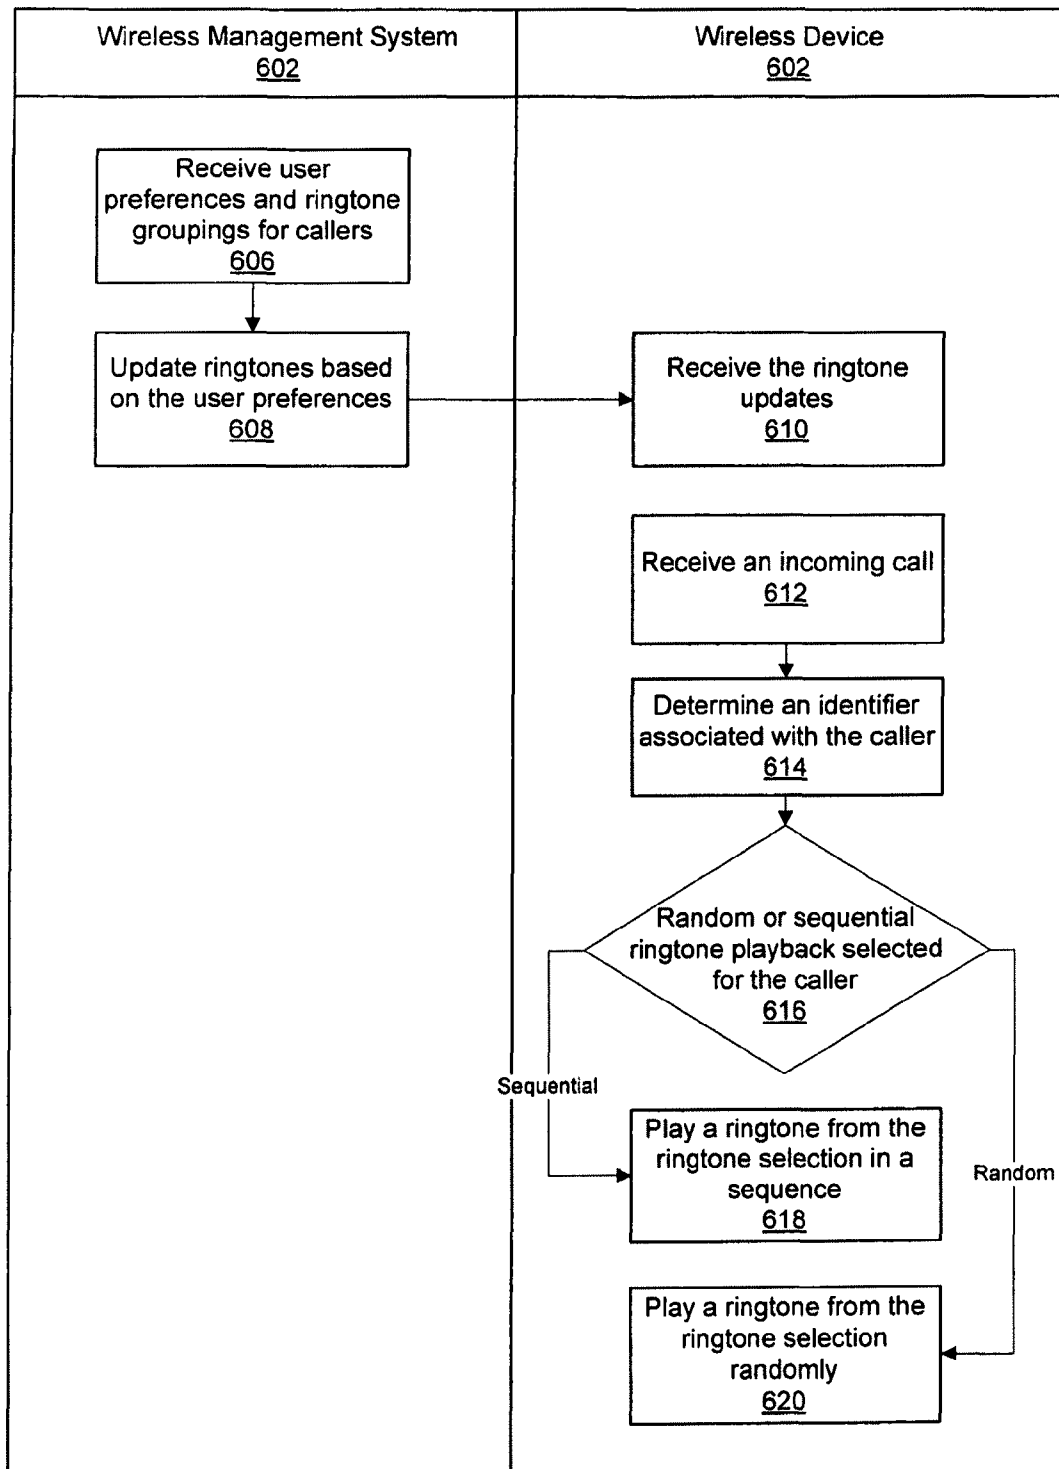 Wireless Management System
602
Wireless Device
602
Receive user
preferences and ringtone
groupings for callers
606
Update ringtones based
on the user preferences
608
Receive the ringtone
updates
610
Receive an incoming call
612
Determine an identifier
associated with the caller
614
Random or sequential
ringtone playback selected
for the caller
616
Sequential
Play a ringtone from the
ringtone selection in a
sequence
618
Random
Play a ringtone from the
ringtone selection
randomly
620